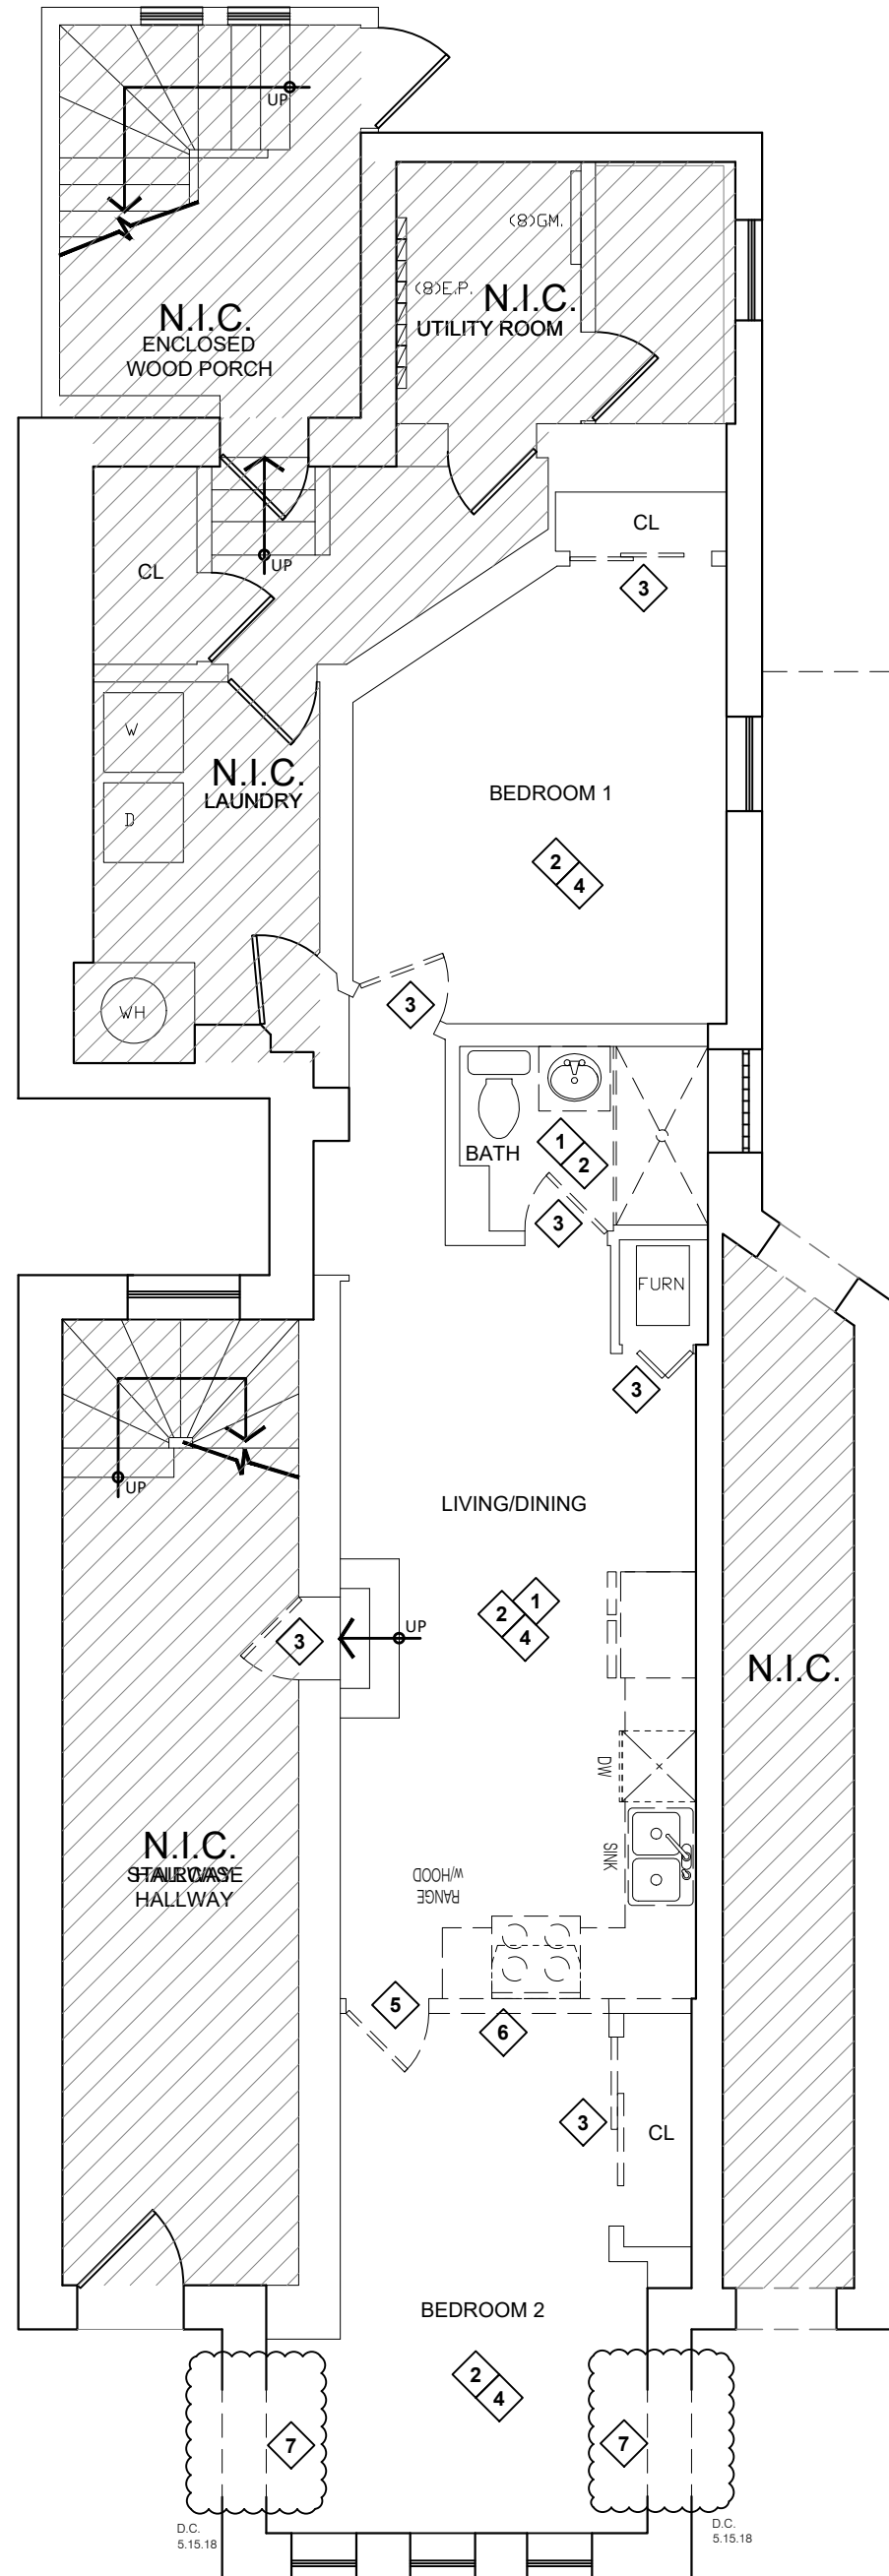 UP
(8)GM.
(8)E.P.
N.I.C.
UTILITY ROOM
N.I.C.
ENCLOSED
WOOD PORCH
CL
UP
CL
3
W
D
N.I.C.
LAUNDRY
BEDROOM 1
2
4
WH
3
BATH
1
2
3
FURN
3
UP
LIVING/DINING
1
2
4
3
UP
N.I.C.
DW
SINK
RANGE
W/HOOD
N.I.C.
HALLWAY
5
6
3
CL
BEDROOM 2
2
4
7
7
D.C.
5.15.18
D.C.
5.15.18